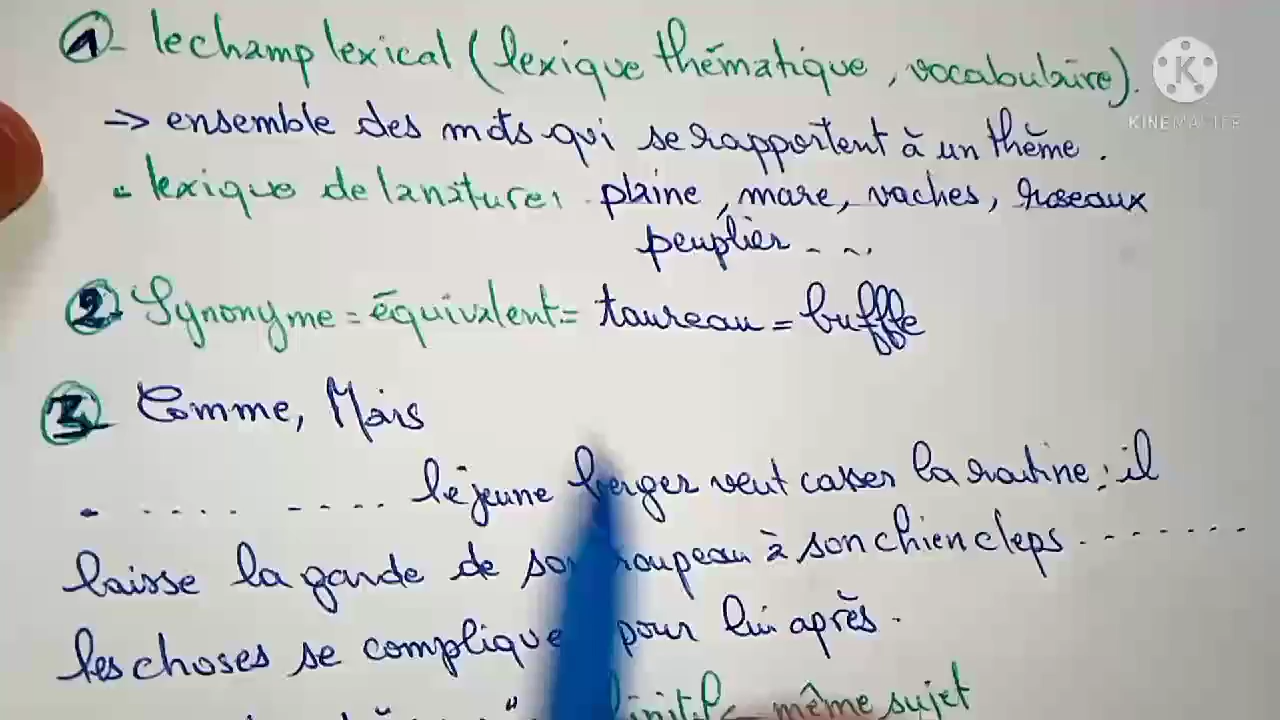 1- le champ lexical (lexique thématique, vocabulaire).
KINEMASTER
→ ensemble des mots qui se rapportent à un thème.
- lexique de la nature: plaine, mare, vaches, roseaux
peuplier - ..
2 Synonyme = équivalent = taureau = buffle
3 Comme, Mais
- .... .... le jeune berger veut casser la routine; il
laisse la garde de son troupeau à son chien cleps .......
les choses se complique pour lui après.
même sujet